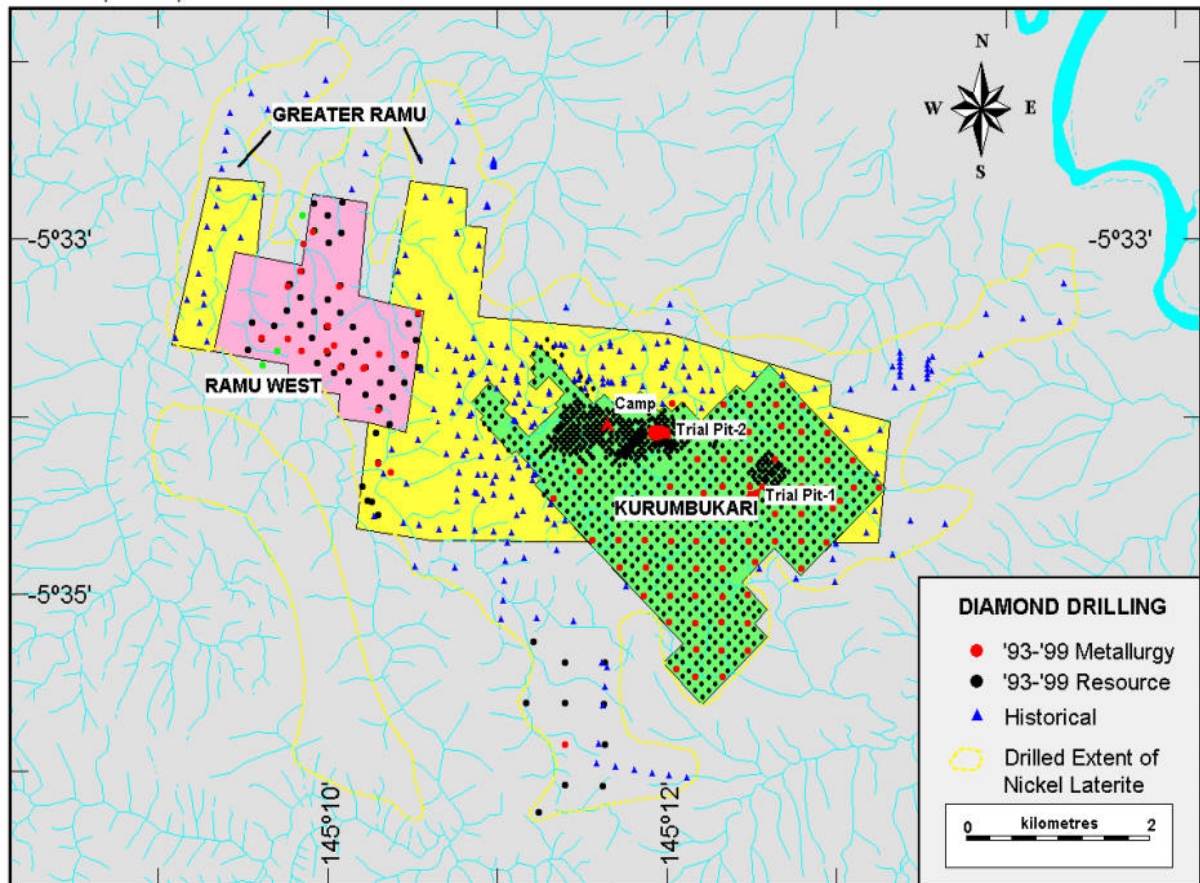 N
W E
S
GREATER RAMU
-5º33'
-5º33'
RAMU WEST
Camp
Trial Pit-2
Trial Pit-1
KURUMBUKARI
-5º35'
145º10'
145º12'
DIAMOND DRILLING
'93-'99 Metallurgy
'93-'99 Resource
Historical
Drilled Extent of
Nickel Laterite
kilometres
0 2